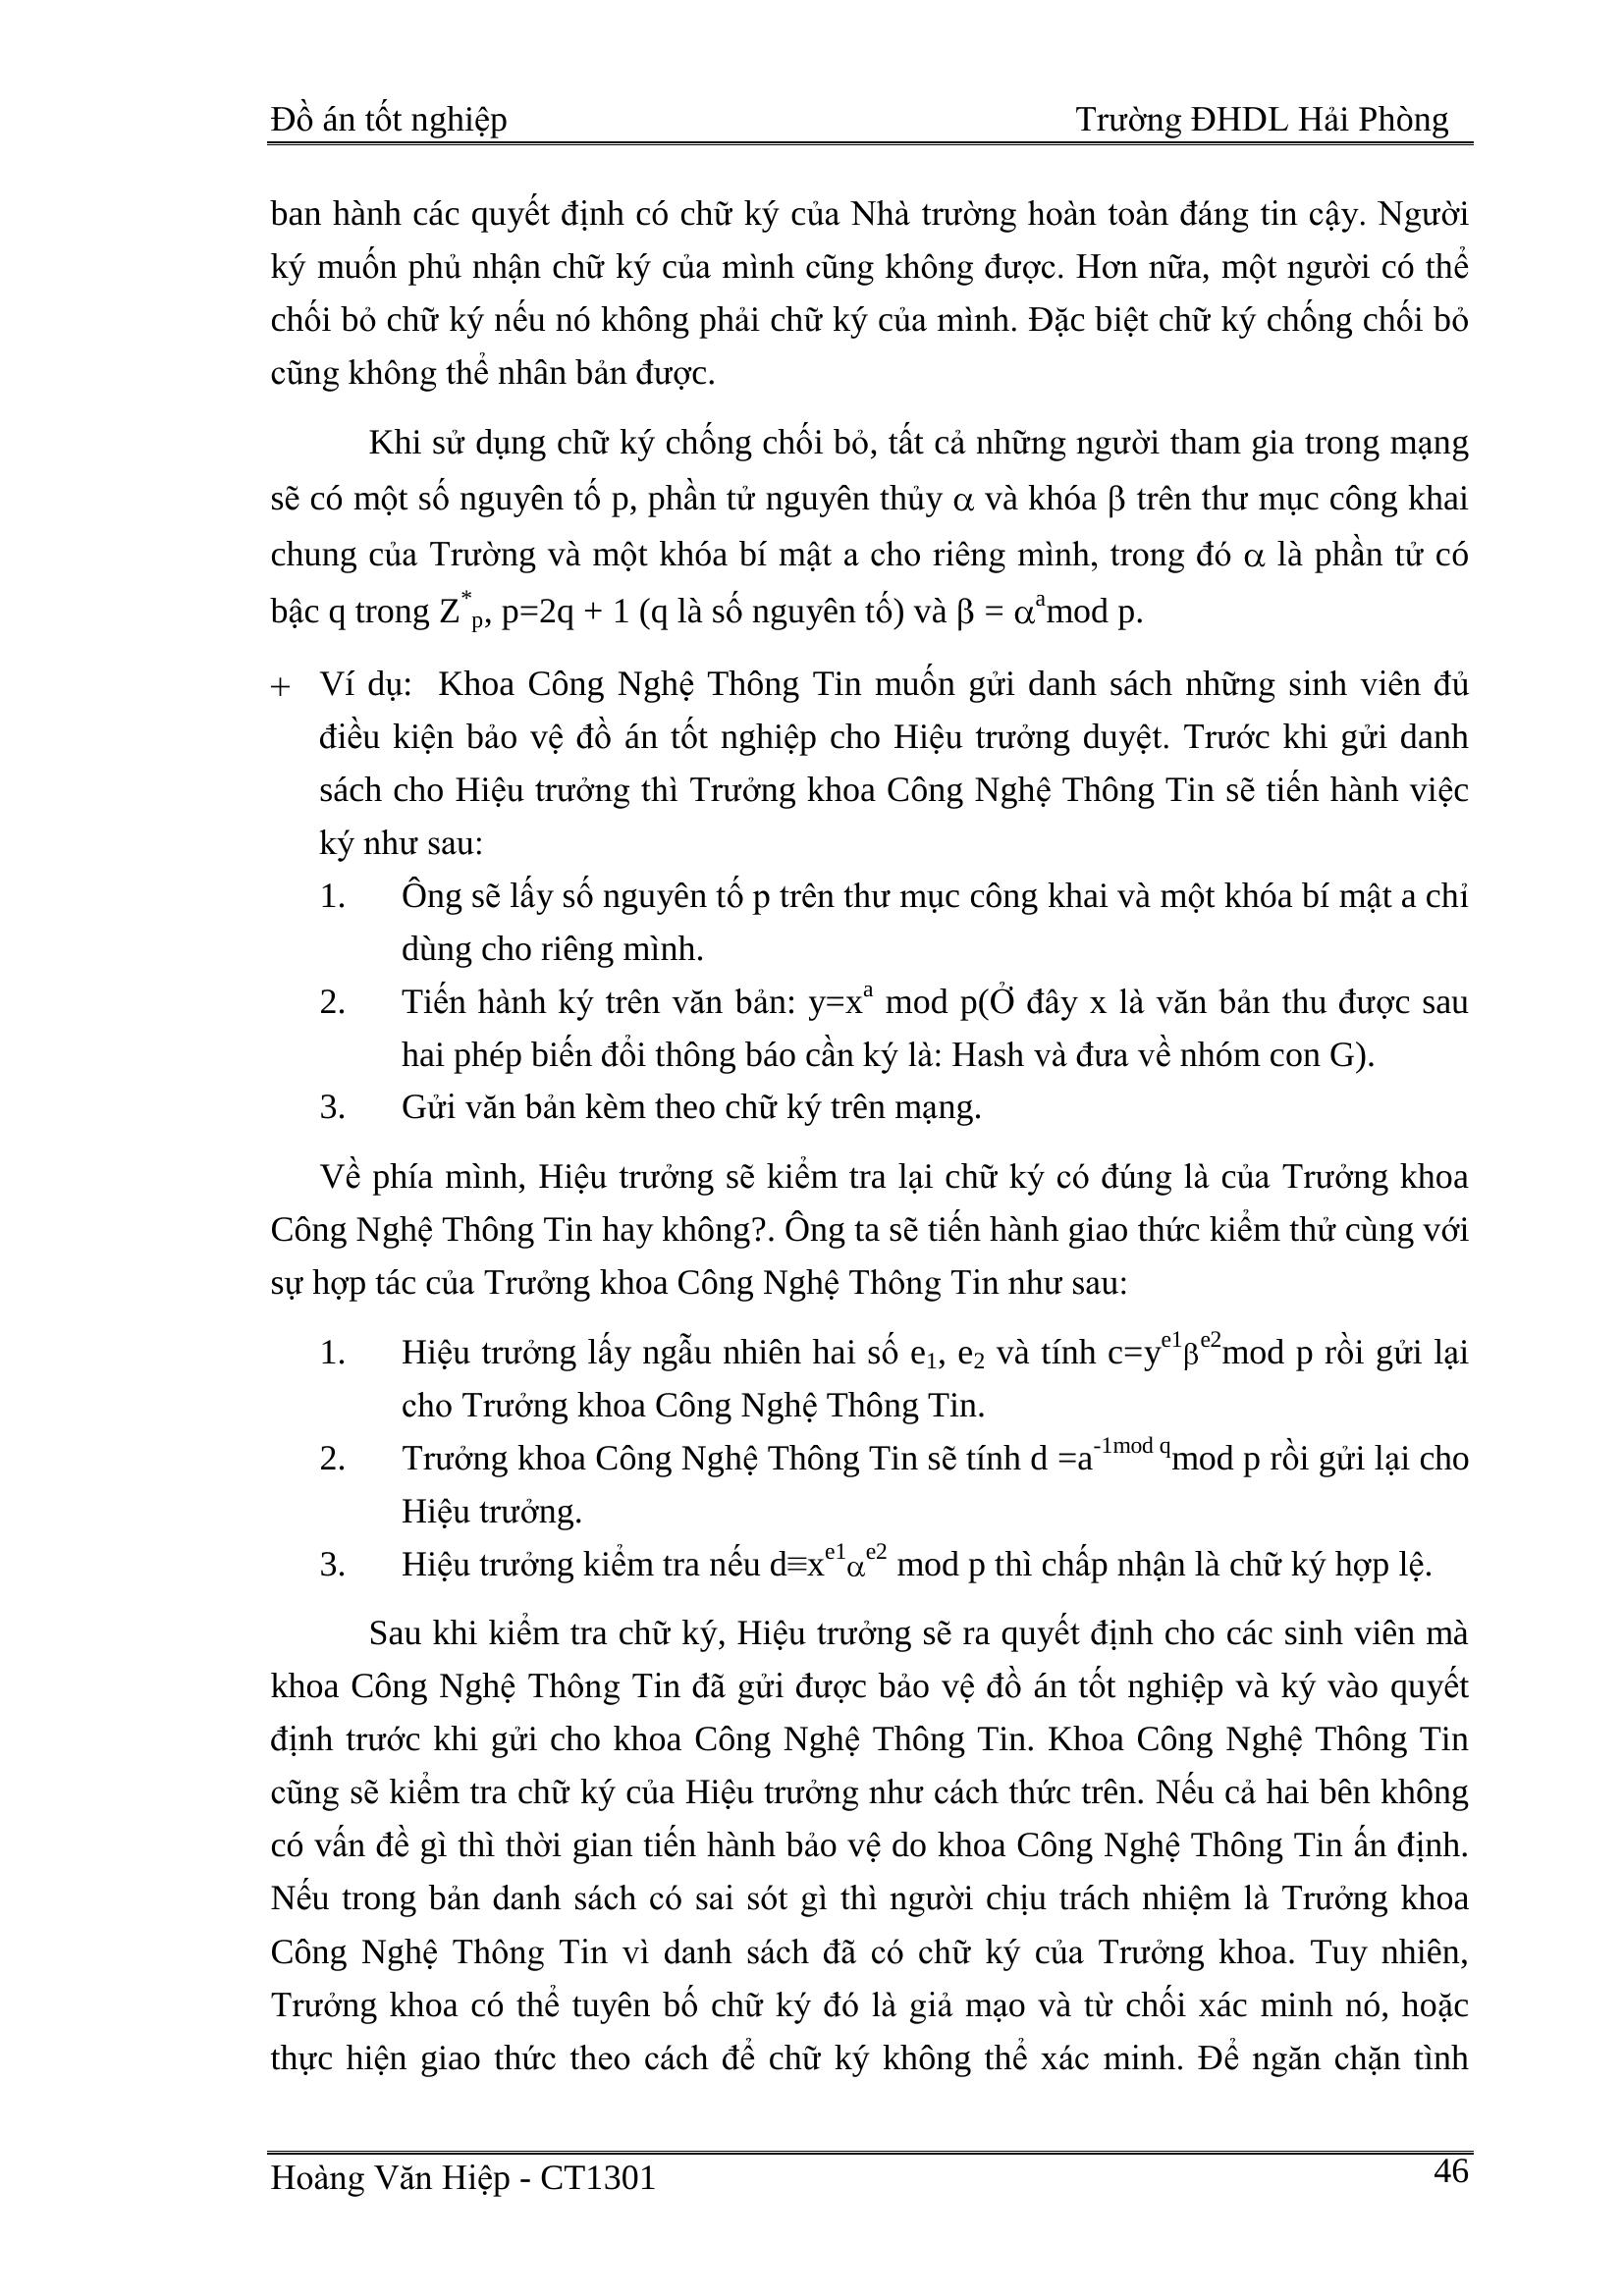 Đồ án tốt nghiệp Trường ĐHDL Hải Phòng
ban hành các quyết định có chữ ký của Nhà trường hoàn toàn đáng tin cậy. Người
ký muốn phủ nhận chữ ký của mình cũng không được. Hơn nữa, một người có thể
chối bỏ chữ ký nếu nó không phải chữ ký của mình. Đặc biệt chữ ký chống chối bỏ
cũng không thể nhân bản được.
Khi sử dụng chữ ký chống chối bỏ, tất cả những người tham gia trong mạng
sẽ có một số nguyên tố p, phần tử nguyên thủy α và khóa β trên thư mục công khai
chung của Trường và một khóa bí mật a cho riêng mình, trong đó α là phần tử có
bậc q trong Z^*_p, p=2q + 1 (q là số nguyên tố) và β = α^a mod p.
+ Ví dụ: Khoa Công Nghệ Thông Tin muốn gửi danh sách những sinh viên đủ
điều kiện bảo vệ đồ án tốt nghiệp cho Hiệu trưởng duyệt. Trước khi gửi danh
sách cho Hiệu trưởng thì Trưởng khoa Công Nghệ Thông Tin sẽ tiến hành việc
ký như sau:
1. Ông sẽ lấy số nguyên tố p trên thư mục công khai và một khóa bí mật a chỉ
dùng cho riêng mình.
2. Tiến hành ký trên văn bản: y=x^a mod p(Ở đây x là văn bản thu được sau
hai phép biến đổi thông báo cần ký là: Hash và đưa về nhóm con G).
3. Gửi văn bản kèm theo chữ ký trên mạng.
Về phía mình, Hiệu trưởng sẽ kiểm tra lại chữ ký có đúng là của Trưởng khoa
Công Nghệ Thông Tin hay không?. Ông ta sẽ tiến hành giao thức kiểm thử cùng với
sự hợp tác của Trưởng khoa Công Nghệ Thông Tin như sau:
1. Hiệu trưởng lấy ngẫu nhiên hai số e₁, e₂ và tính c=y^e1 β^e2 mod p rồi gửi lại
cho Trưởng khoa Công Nghệ Thông Tin.
2. Trưởng khoa Công Nghệ Thông Tin sẽ tính d =a^-1mod q mod p rồi gửi lại cho
Hiệu trưởng.
3. Hiệu trưởng kiểm tra nếu d≡x^e1 α^e2 mod p thì chấp nhận là chữ ký hợp lệ.
Sau khi kiểm tra chữ ký, Hiệu trưởng sẽ ra quyết định cho các sinh viên mà
khoa Công Nghệ Thông Tin đã gửi được bảo vệ đồ án tốt nghiệp và ký vào quyết
định trước khi gửi cho khoa Công Nghệ Thông Tin. Khoa Công Nghệ Thông Tin
cũng sẽ kiểm tra chữ ký của Hiệu trưởng như cách thức trên. Nếu cả hai bên không
có vấn đề gì thì thời gian tiến hành bảo vệ do khoa Công Nghệ Thông Tin ấn định.
Nếu trong bản danh sách có sai sót gì thì người chịu trách nhiệm là Trưởng khoa
Công Nghệ Thông Tin vì danh sách đã có chữ ký của Trưởng khoa. Tuy nhiên,
Trưởng khoa có thể tuyên bố chữ ký đó là giả mạo và từ chối xác minh nó, hoặc
thực hiện giao thức theo cách để chữ ký không thể xác minh. Để ngăn chặn tình
Hoàng Văn Hiệp - CT1301 46